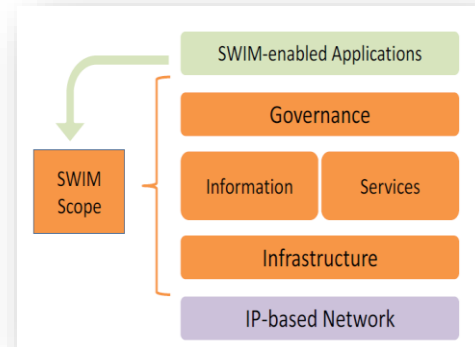 SWIM-enabled Applications
Governance
SWIM
Scope
Information
Services
Infrastructure
IP-based Network